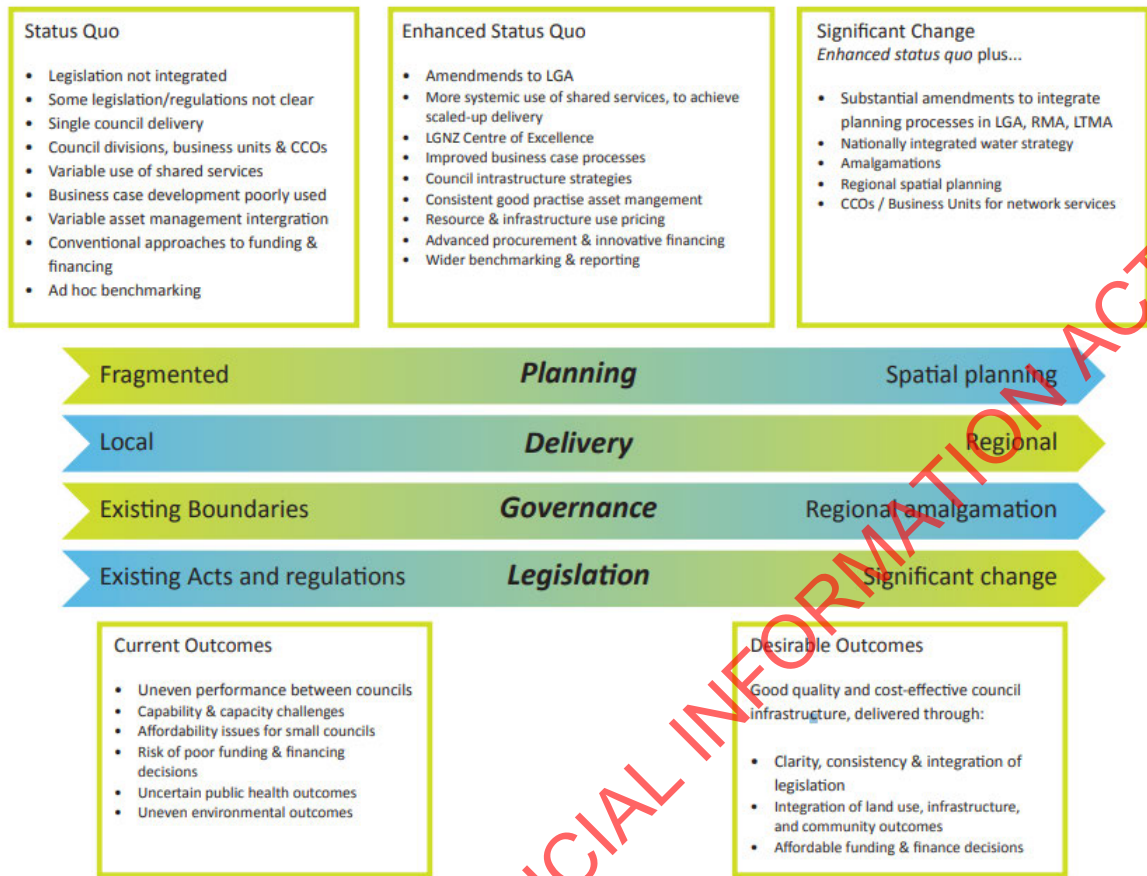 Status Quo
• Legislation not integrated
• Some legislation/regulations not clear
• Single council delivery
• Council divisions, business units & CCOs
• Variable use of shared services
• Business case development poorly used
• Variable asset management intergration
• Conventional approaches to funding &
financing
• Ad hoc benchmarking
Enhanced Status Quo
• Amendments to LGA
• More systemic use of shared services, to achieve
scaled-up delivery
• LGNZ Centre of Excellence
• Improved business case processes
• Council intrastructure strategies
• Consistent good practise asset mangement
• Resource & infrastructure use pricing
• Advanced procurement & innovative financing
• Wider benchmarking & reporting
Significant Change
Enhanced status quo plus...
• Substantial amendments to integrate
planning processes in LGA, RMA, LTMA
• Nationally integrated water strategy
• Amalgamations
• Regional spatial planning
• CCOs / Business Units for network services
Fragmented Planning Spatial planning
Local Delivery Regional
Existing Boundaries Governance Regional amalgamation
Existing Acts and regulations Legislation Significant change
Current Outcomes
• Uneven performance between councils
• Capability & capacity challenges
• Affordability issues for small councils
• Risk of poor funding & financing
decisions
• Uncertain public health outcomes
• Uneven environmental outcomes
Desirable Outcomes
Good quality and cost-effective council
infrastructure, delivered through:
• Clarity, consistency & integration of
legislation
• Integration of land use, infrastructure,
and community outcomes
• Affordable funding & finance decisions
INFORMATION ACT